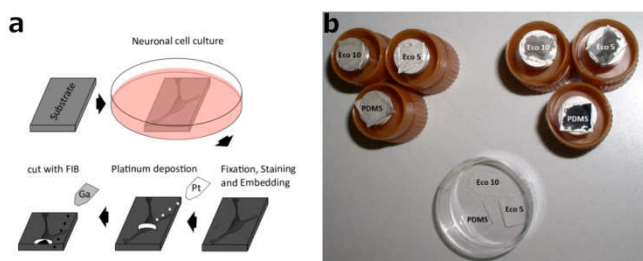 a
Neuronal cell culture
Substrate
cut with FIB
Platinum depostion
Fixation, Staining
and Embedding
Ga
Pt
b
Eco 10
Eco 5
PDMS
Eco 10
Eco 5
PDMS
Eco 10
PDMS
Eco 5